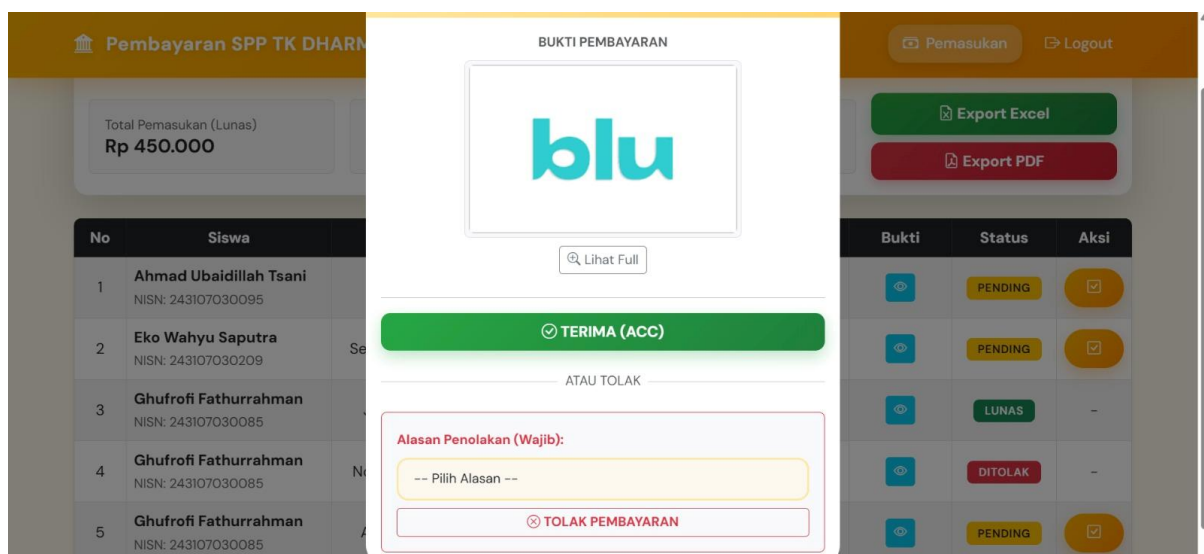 Pembayaran SPP TK DHARM
Pemasukan
Logout
BUKTI PEMBAYARAN
blu
Lihat Full
TERIMA (ACC)
ATAU TOLAK
Alasan Penolakan (Wajib):
-- Pilih Alasan --
TOLAK PEMBAYARAN
Total Pemasukan (Lunas)
Rp 450.000
Export Excel
Export PDF
No Siswa Bukti Status Aksi
1 Ahmad Ubaidillah Tsani PENDING
NISN: 243107030095
2 Eko Wahyu Saputra Se PENDING
NISN: 243107030209
3 Ghufrofi Fathurrahman LUNAS -
NISN: 243107030085
4 Ghufrofi Fathurrahman No DITOLAK -
NISN: 243107030085
5 Ghufrofi Fathurrahman A PENDING
NISN: 243107030085